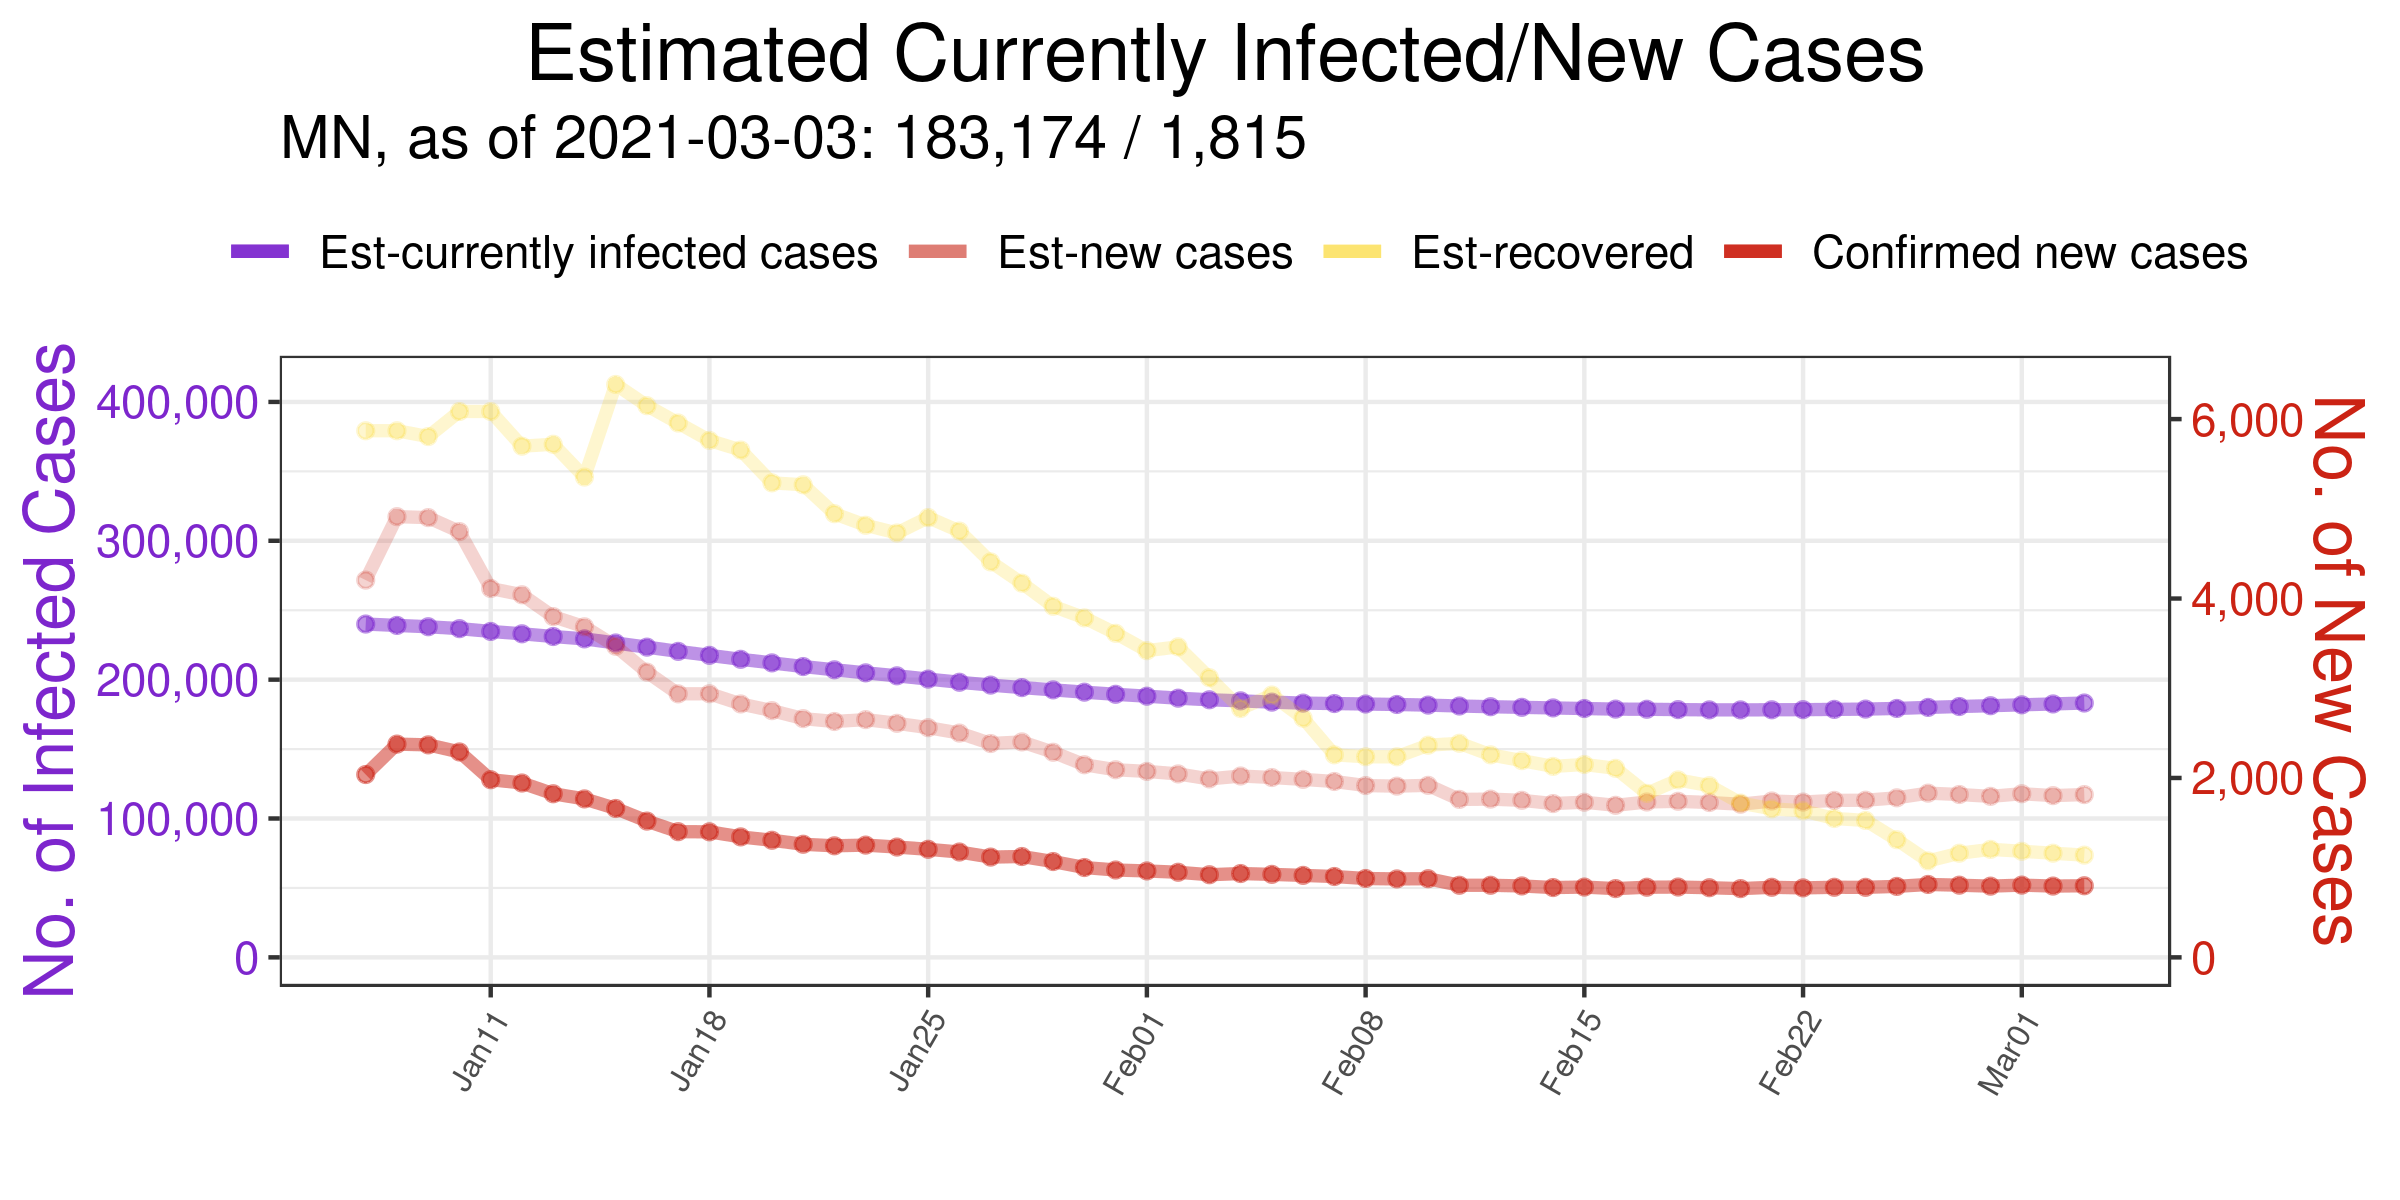 Estimated Currently Infected/New Cases
MN, as of 2021-03-03: 183,174 / 1,815
Est-currently infected cases Est-new cases Est-recovered Confirmed new cases
No. of Infected Cases
400,000
300,000
200,000
100,000
0
6,000
4,000
2,000
0
No. of New Cases
Jan11 Jan18 Jan25 Feb01 Feb08 Feb15 Feb22 Mar01